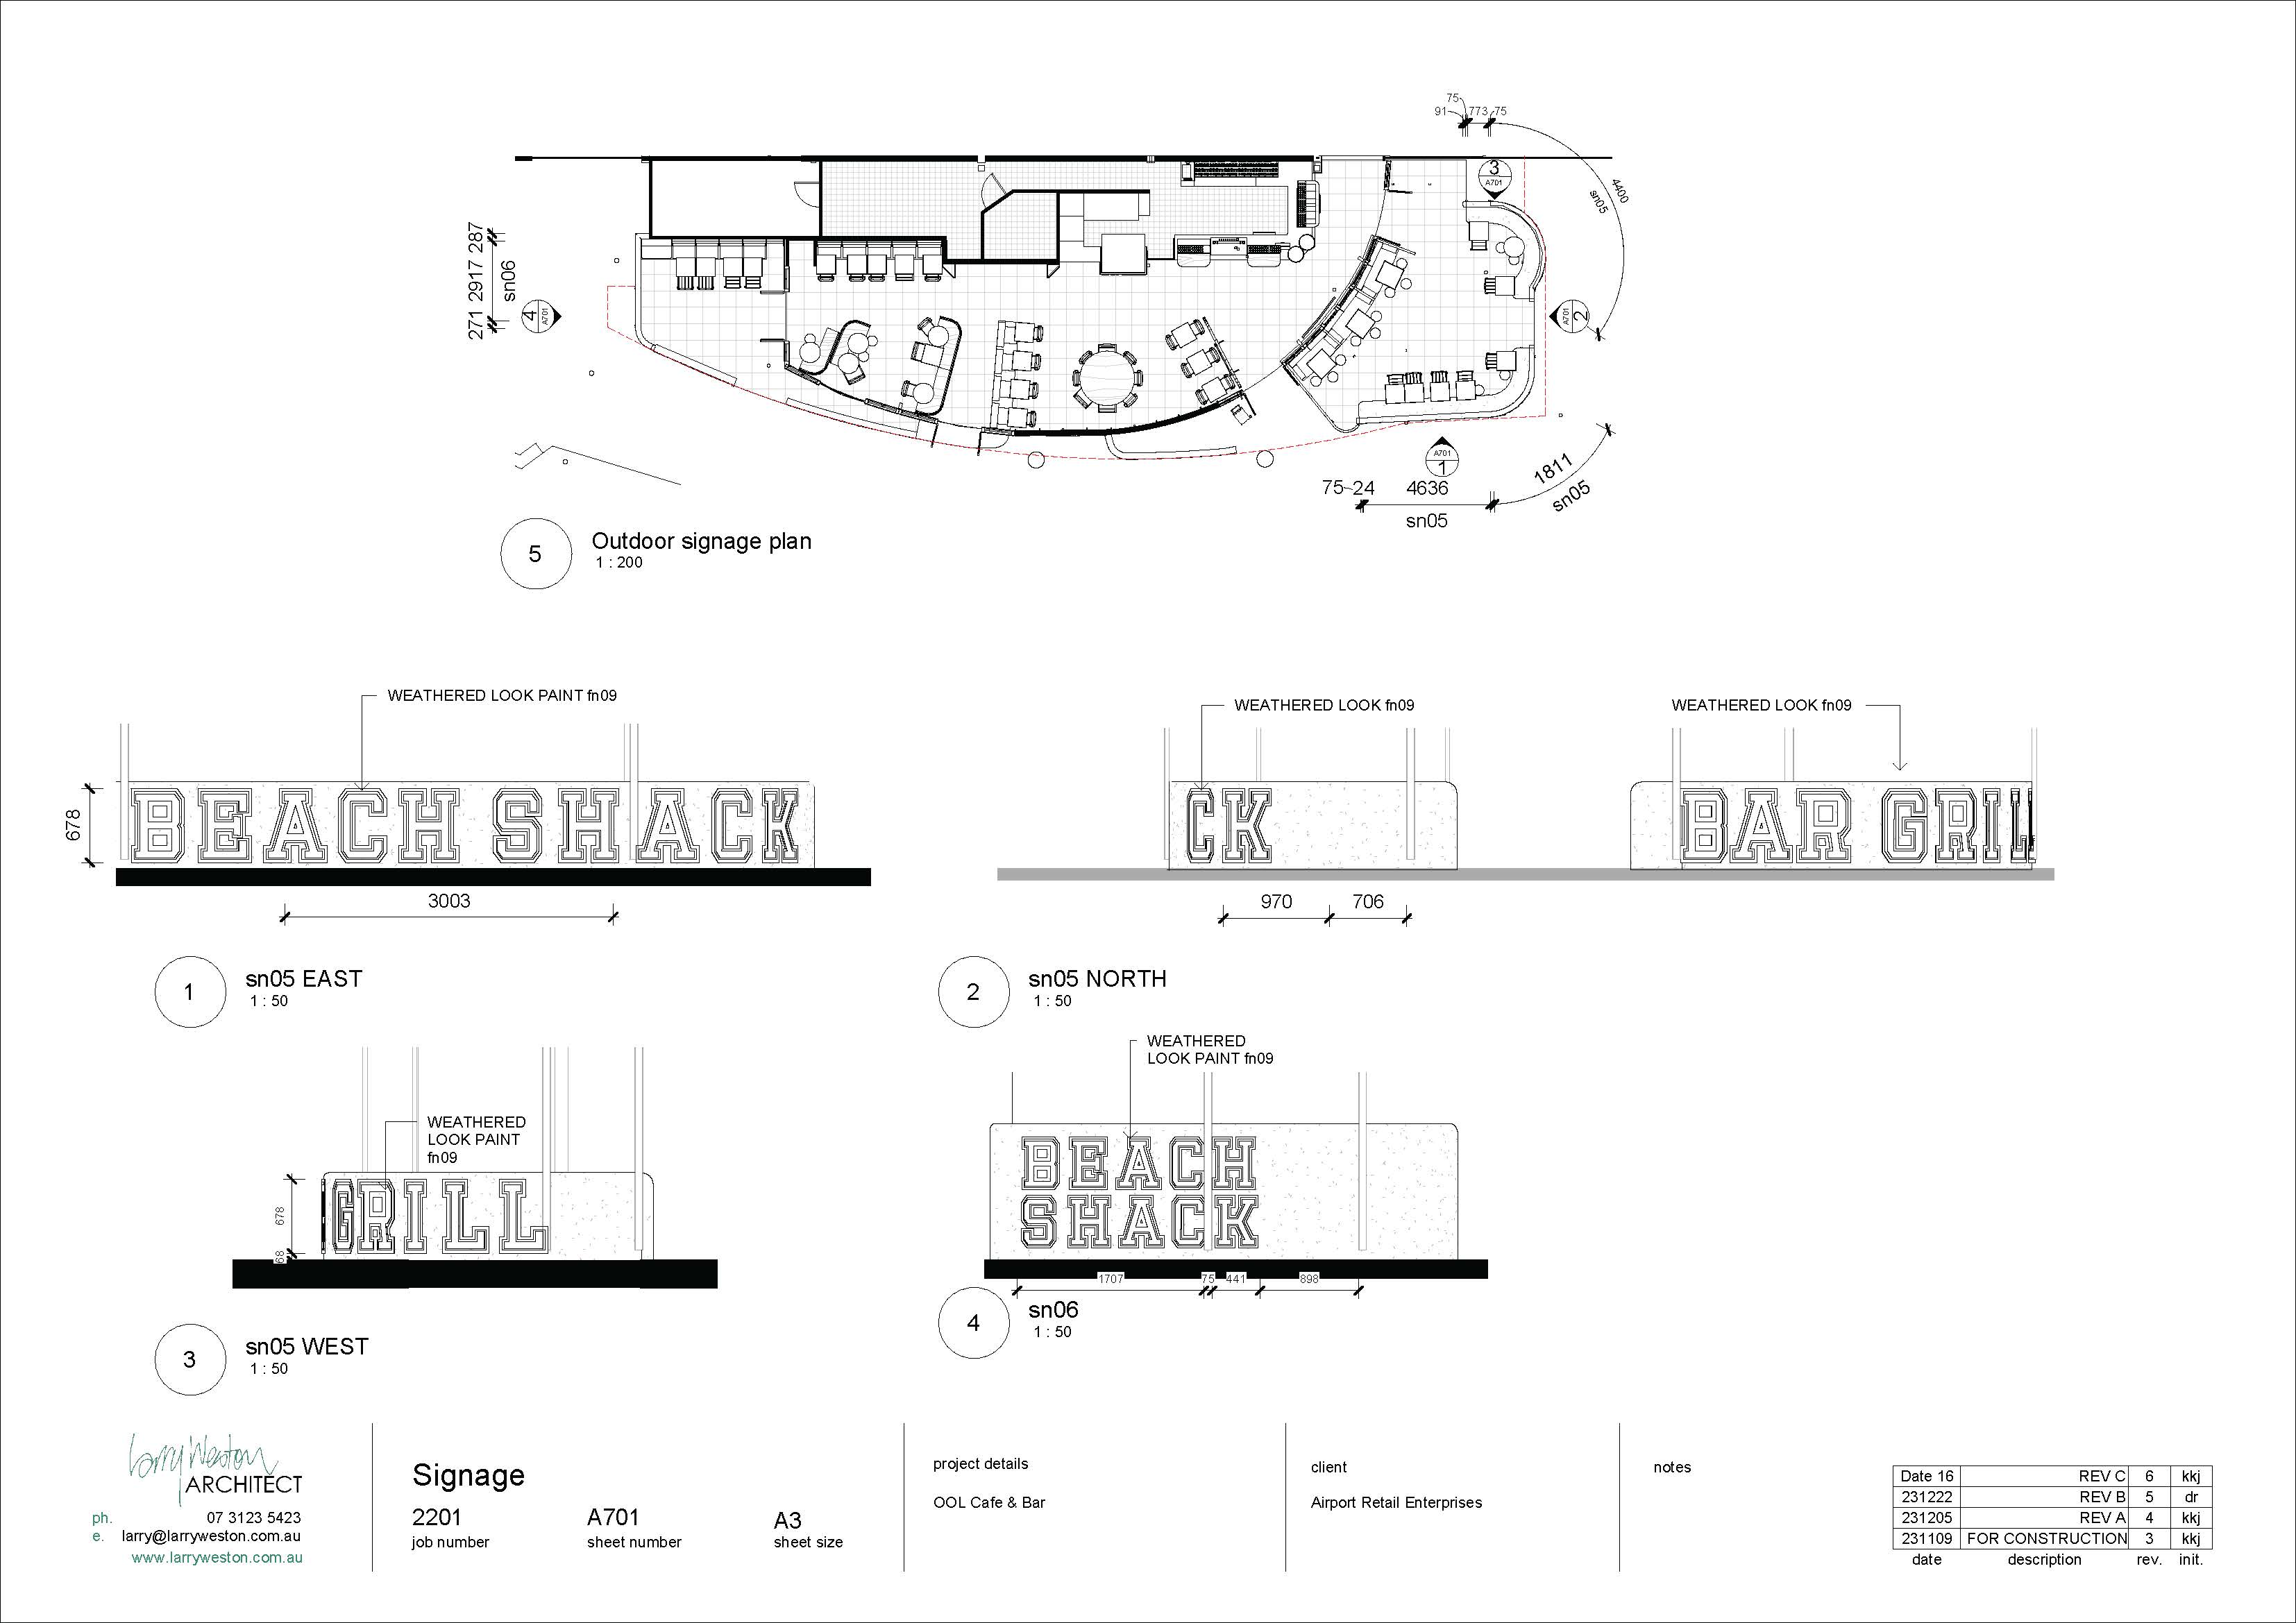 75
91 773 75
3
A701
4400
sn05
271 2917 287
sn06
4
A701
A701
2
A701
1
75 24 4636
sn05
1811
sn05
5
Outdoor signage plan
1 : 200
WEATHERED LOOK PAINT fn09
678
BEACH SHACK
3003
1
sn05 EAST
1 : 50
WEATHERED LOOK fn09
WEATHERED LOOK fn09
CK
BAR GRIL
970 706
2
sn05 NORTH
1 : 50
WEATHERED
LOOK PAINT
fn09
678
68
GRILL
3
sn05 WEST
1 : 50
WEATHERED
LOOK PAINT fn09
BEACH
SHACK
1707 75 441 898
4
sn06
1 : 50
Larry Weston
ARCHITECT
ph. 07 3123 5423
e. larry@larryweston.com.au
www.larryweston.com.au
Signage
2201 A701 A3
job number sheet number sheet size
project details
OOL Cafe & Bar
client
Airport Retail Enterprises
notes
Date 16 REV C 6 kkj
231222 REV B 5 dr
231205 REV A 4 kkj
231109 FOR CONSTRUCTION 3 kkj
date description rev. init.